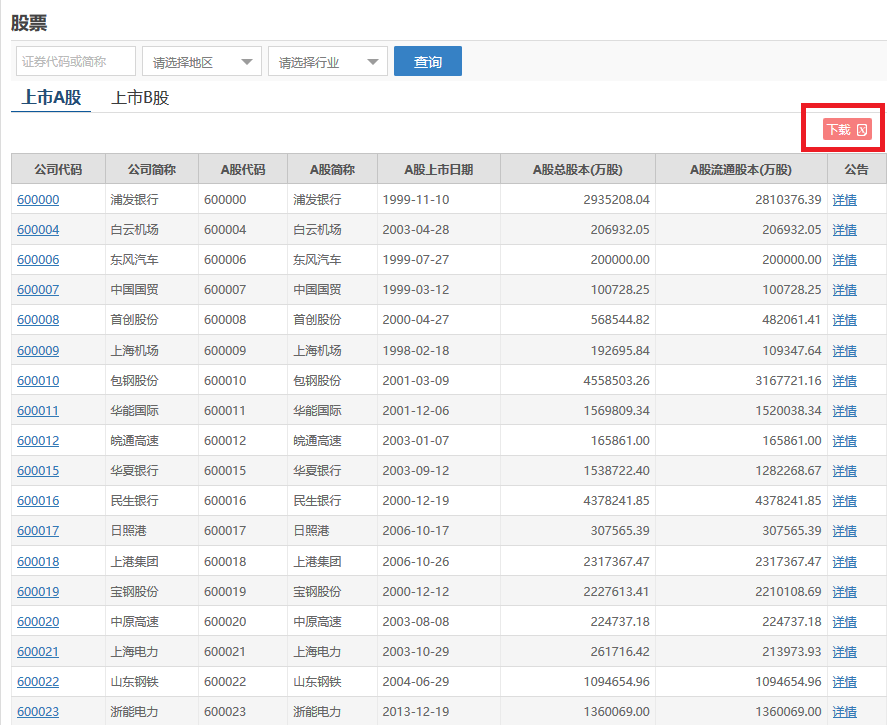 股票
证券代码或简称 请选择地区 请选择行业 查询
上市A股 上市B股
下载
公司代码 公司简称 A股代码 A股简称 A股上市日期 A股总股本(万股) A股流通股本(万股) 公告
600000 浦发银行 600000 浦发银行 1999-11-10 2935208.04 2810376.39 详情
600004 白云机场 600004 白云机场 2003-04-28 206932.05 206932.05 详情
600006 东风汽车 600006 东风汽车 1999-07-27 200000.00 200000.00 详情
600007 中国国贸 600007 中国国贸 1999-03-12 100728.25 100728.25 详情
600008 首创股份 600008 首创股份 2000-04-27 568544.82 482061.41 详情
600009 上海机场 600009 上海机场 1998-02-18 192695.84 109347.64 详情
600010 包钢股份 600010 包钢股份 2001-03-09 4558503.26 3167721.16 详情
600011 华能国际 600011 华能国际 2001-12-06 1569809.34 1520038.34 详情
600012 皖通高速 600012 皖通高速 2003-01-07 165861.00 165861.00 详情
600015 华夏银行 600015 华夏银行 2003-09-12 1538722.40 1282268.67 详情
600016 民生银行 600016 民生银行 2000-12-19 4378241.85 4378241.85 详情
600017 日照港 600017 日照港 2006-10-17 307565.39 307565.39 详情
600018 上港集团 600018 上港集团 2006-10-26 2317367.47 2317367.47 详情
600019 宝钢股份 600019 宝钢股份 2000-12-12 2227613.41 2210108.69 详情
600020 中原高速 600020 中原高速 2003-08-08 224737.18 224737.18 详情
600021 上海电力 600021 上海电力 2003-10-29 261716.42 213973.93 详情
600022 山东钢铁 600022 山东钢铁 2004-06-29 1094654.96 1094654.96 详情
600023 浙能电力 600023 浙能电力 2013-12-19 1360069.00 1360069.00 详情